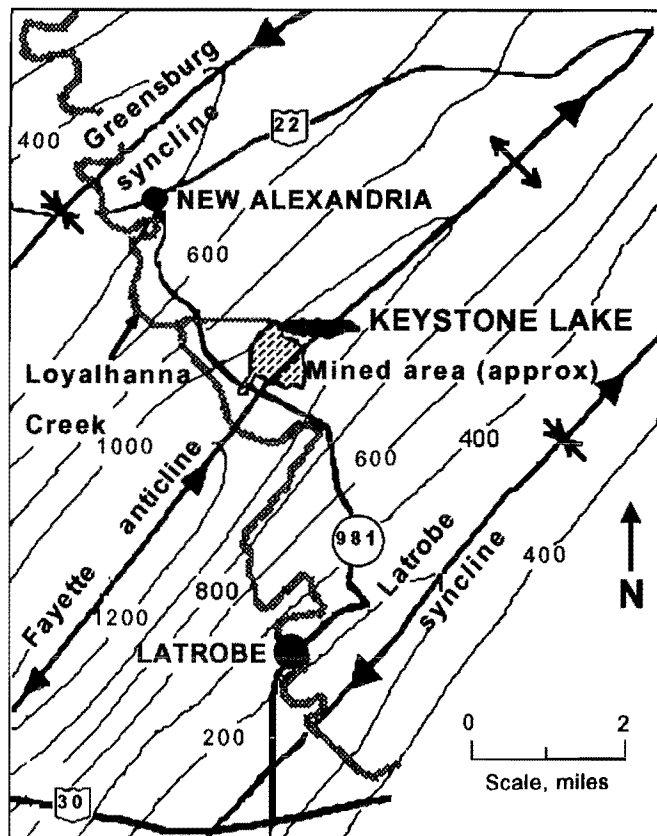 Greensburg
syncline
400
22
NEW ALEXANDRIA
600
KEYSTONE LAKE
Loyalhanna
Creek
Mined area (approx)
1000
600
400
anticline
Fayette
981
Latrobe
syncline
400
N
800
1200
LATROBE
200
0 2
Scale, miles
30